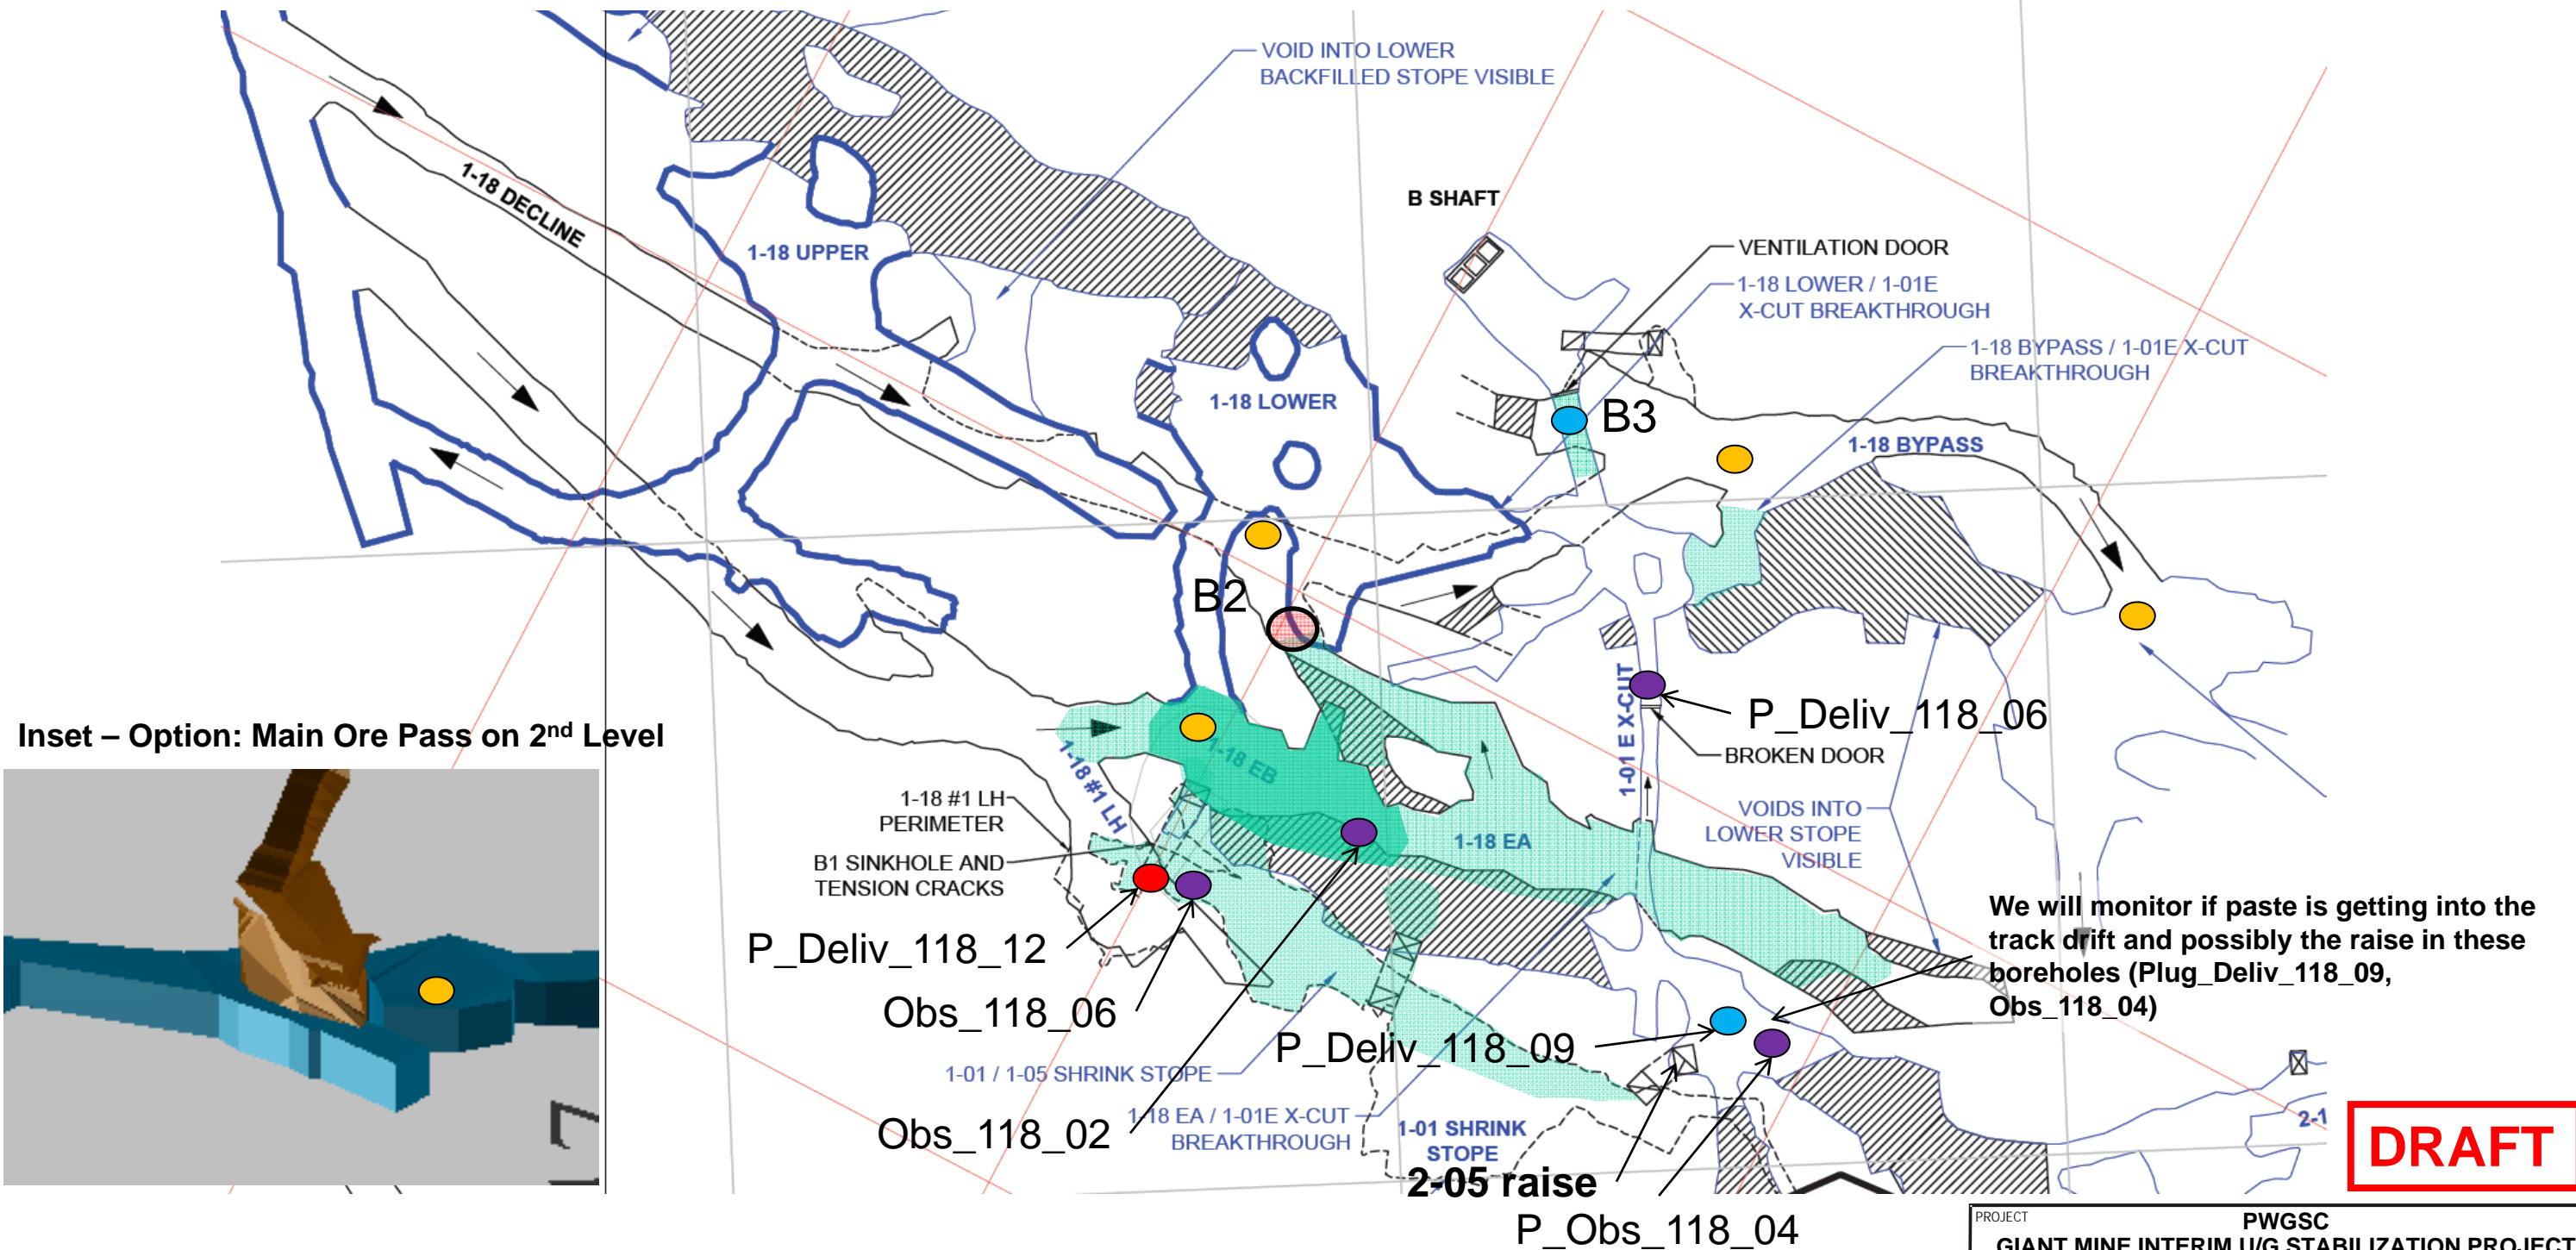 VOID INTO LOWER
BACKFILLED STOPE VISIBLE
1-18 DECLINE
B SHAFT
1-18 UPPER
VENTILATION DOOR
1-18 LOWER / 1-01E
X-CUT BREAKTHROUGH
1-18 BYPASS / 1-01E X-CUT
BREAKTHROUGH
1-18 LOWER
B3
1-18 BYPASS
B2
1-01 E X-CUT
P_Deliv_118_06
BROKEN DOOR
Inset – Option: Main Ore Pass on 2nd Level
1-18 #1 LH
1-18 EB
1-18 #1 LH
PERIMETER
B1 SINKHOLE AND
TENSION CRACKS
1-18 EA
VOIDS INTO
LOWER STOPE
VISIBLE
We will monitor if paste is getting into the
track drift and possibly the raise in these
boreholes (Plug_Deliv_118_09,
Obs_118_04)
P_Deliv_118_12
Obs_118_06
P_Deliv_118_09
1-01 / 1-05 SHRINK STOPE
Obs_118_02
1-18 EA / 1-01E X-CUT
BREAKTHROUGH
1-01 SHRINK
STOPE
2-05 raise
P_Obs_118_04
2-1
DRAFT
PROJECT
PWGSC
GIANT MINE INTERIM U/G STABILIZATION PROJECT